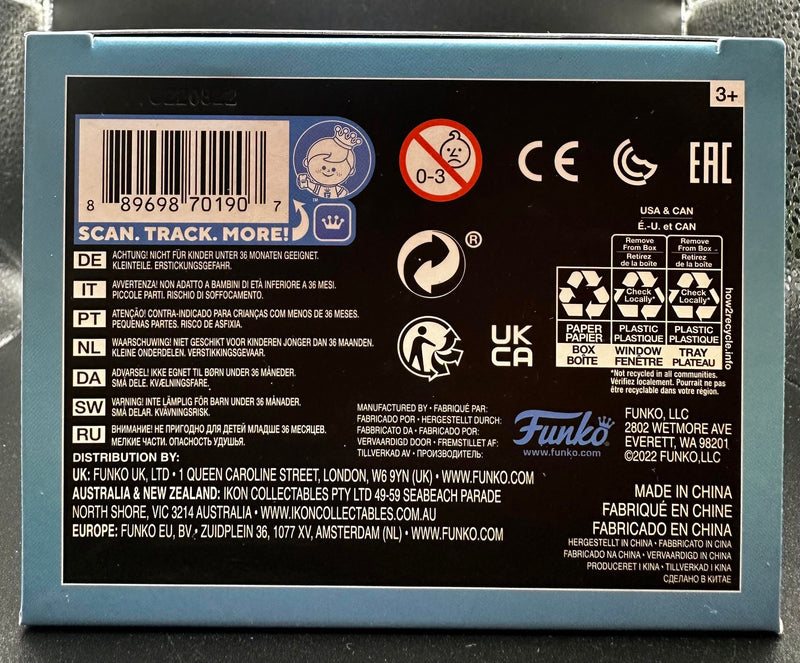 3+
8 89698 70190 7
™
SCAN. TRACK. MORE!
0-3
CE
EAC
®
UK
CA
USA & CAN
É.-U. et CAN
Remove From Box
Retirez de la boîte
Remove From Box
Retirez de la boîte
Check Locally*
Check Locally*
PAPER
PAPIER
PLASTIC
PLASTIQUE
PLASTIC
PLASTIQUE
BOX
BOÎTE
WINDOW
FENÊTRE
TRAY
PLATEAU
how2recycle.info
*Not recycled in all communities.
Vérifiez localement. Pourrait ne pas
être recyclable dans votre région.
DE ACHTUNG! NICHT FÜR KINDER UNTER 36 MONATEN GEEIGNET.
KLEINTEILE. ERSTICKUNGSGEFAHR.
IT AVVERTENZA! NON ADATTO A BAMBINI DI ETÀ INFERIORE A 36 MESI.
PICCOLE PARTI. RISCHIO DI SOFFOCAMENTO.
PT ATENÇÃO! CONTRA-INDICADO PARA CRIANÇAS COM MENOS DE 36 MESES.
PEQUENAS PARTES. RISCO DE ASFIXIA.
NL WAARSCHUWING! NIET GESCHIKT VOOR KINDEREN JONGER DAN 36 MAANDEN.
KLEINE ONDERDELEN. VERSTIKKINGSGEVAAR.
DA ADVARSEL! IKKE EGNET TIL BØRN UNDER 36 MÅNEDER.
SMÅ DELE. KVÆLNINGSFARE.
SW VARNING! INTE LÄMPLIG FÖR BARN UNDER 36 MÅNADER.
SMÅ DELAR. KVÄVNINGSRISK.
RU ВНИМАНИЕ! НЕ ПРИГОДНО ДЛЯ ДЕТЕЙ МЛАДШЕ 36 МЕСЯЦЕВ.
МЕЛКИЕ ЧАСТИ. ОПАСНОСТЬ УДУШЬЯ.
MANUFACTURED BY • FABRIQUÉ PAR:
FABRICADO POR • HERGESTELLT DURCH:
FABBRICATO DA • FABRICADO POR:
VERVAARDIGD DOOR • FREMSTILLET AF:
TILLVERKAD AV • ПРОИЗВОДИТЕЛЬ:
Funko®
www.funko.com
FUNKO, LLC
2802 WETMORE AVE
EVERETT, WA 98201
©2022 FUNKO,LLC
DISTRIBUTION BY:
UK: FUNKO UK, LTD • 1 QUEEN CAROLINE STREET, LONDON, W6 9YN (UK) • WWW.FUNKO.COM
AUSTRALIA & NEW ZEALAND: IKON COLLECTABLES PTY LTD 49-59 SEABEACH PARADE
NORTH SHORE, VIC 3214 AUSTRALIA • WWW.IKONCOLLECTABLES.COM.AU
EUROPE: FUNKO EU, BV • ZUIDPLEIN 36, 1077 XV, AMSTERDAM (NL) • WWW.FUNKO.COM
MADE IN CHINA
FABRIQUÉ EN CHINE
FABRICADO EN CHINA
HERGESTELLT IN CHINA • FABBRICATO IN CINA
FABRICADO NA CHINA • VERVAARDIGD IN CHINA
PRODUCERET I KINA • TILLVERKAD I KINA
СДЕЛАНО В КИТАЕ